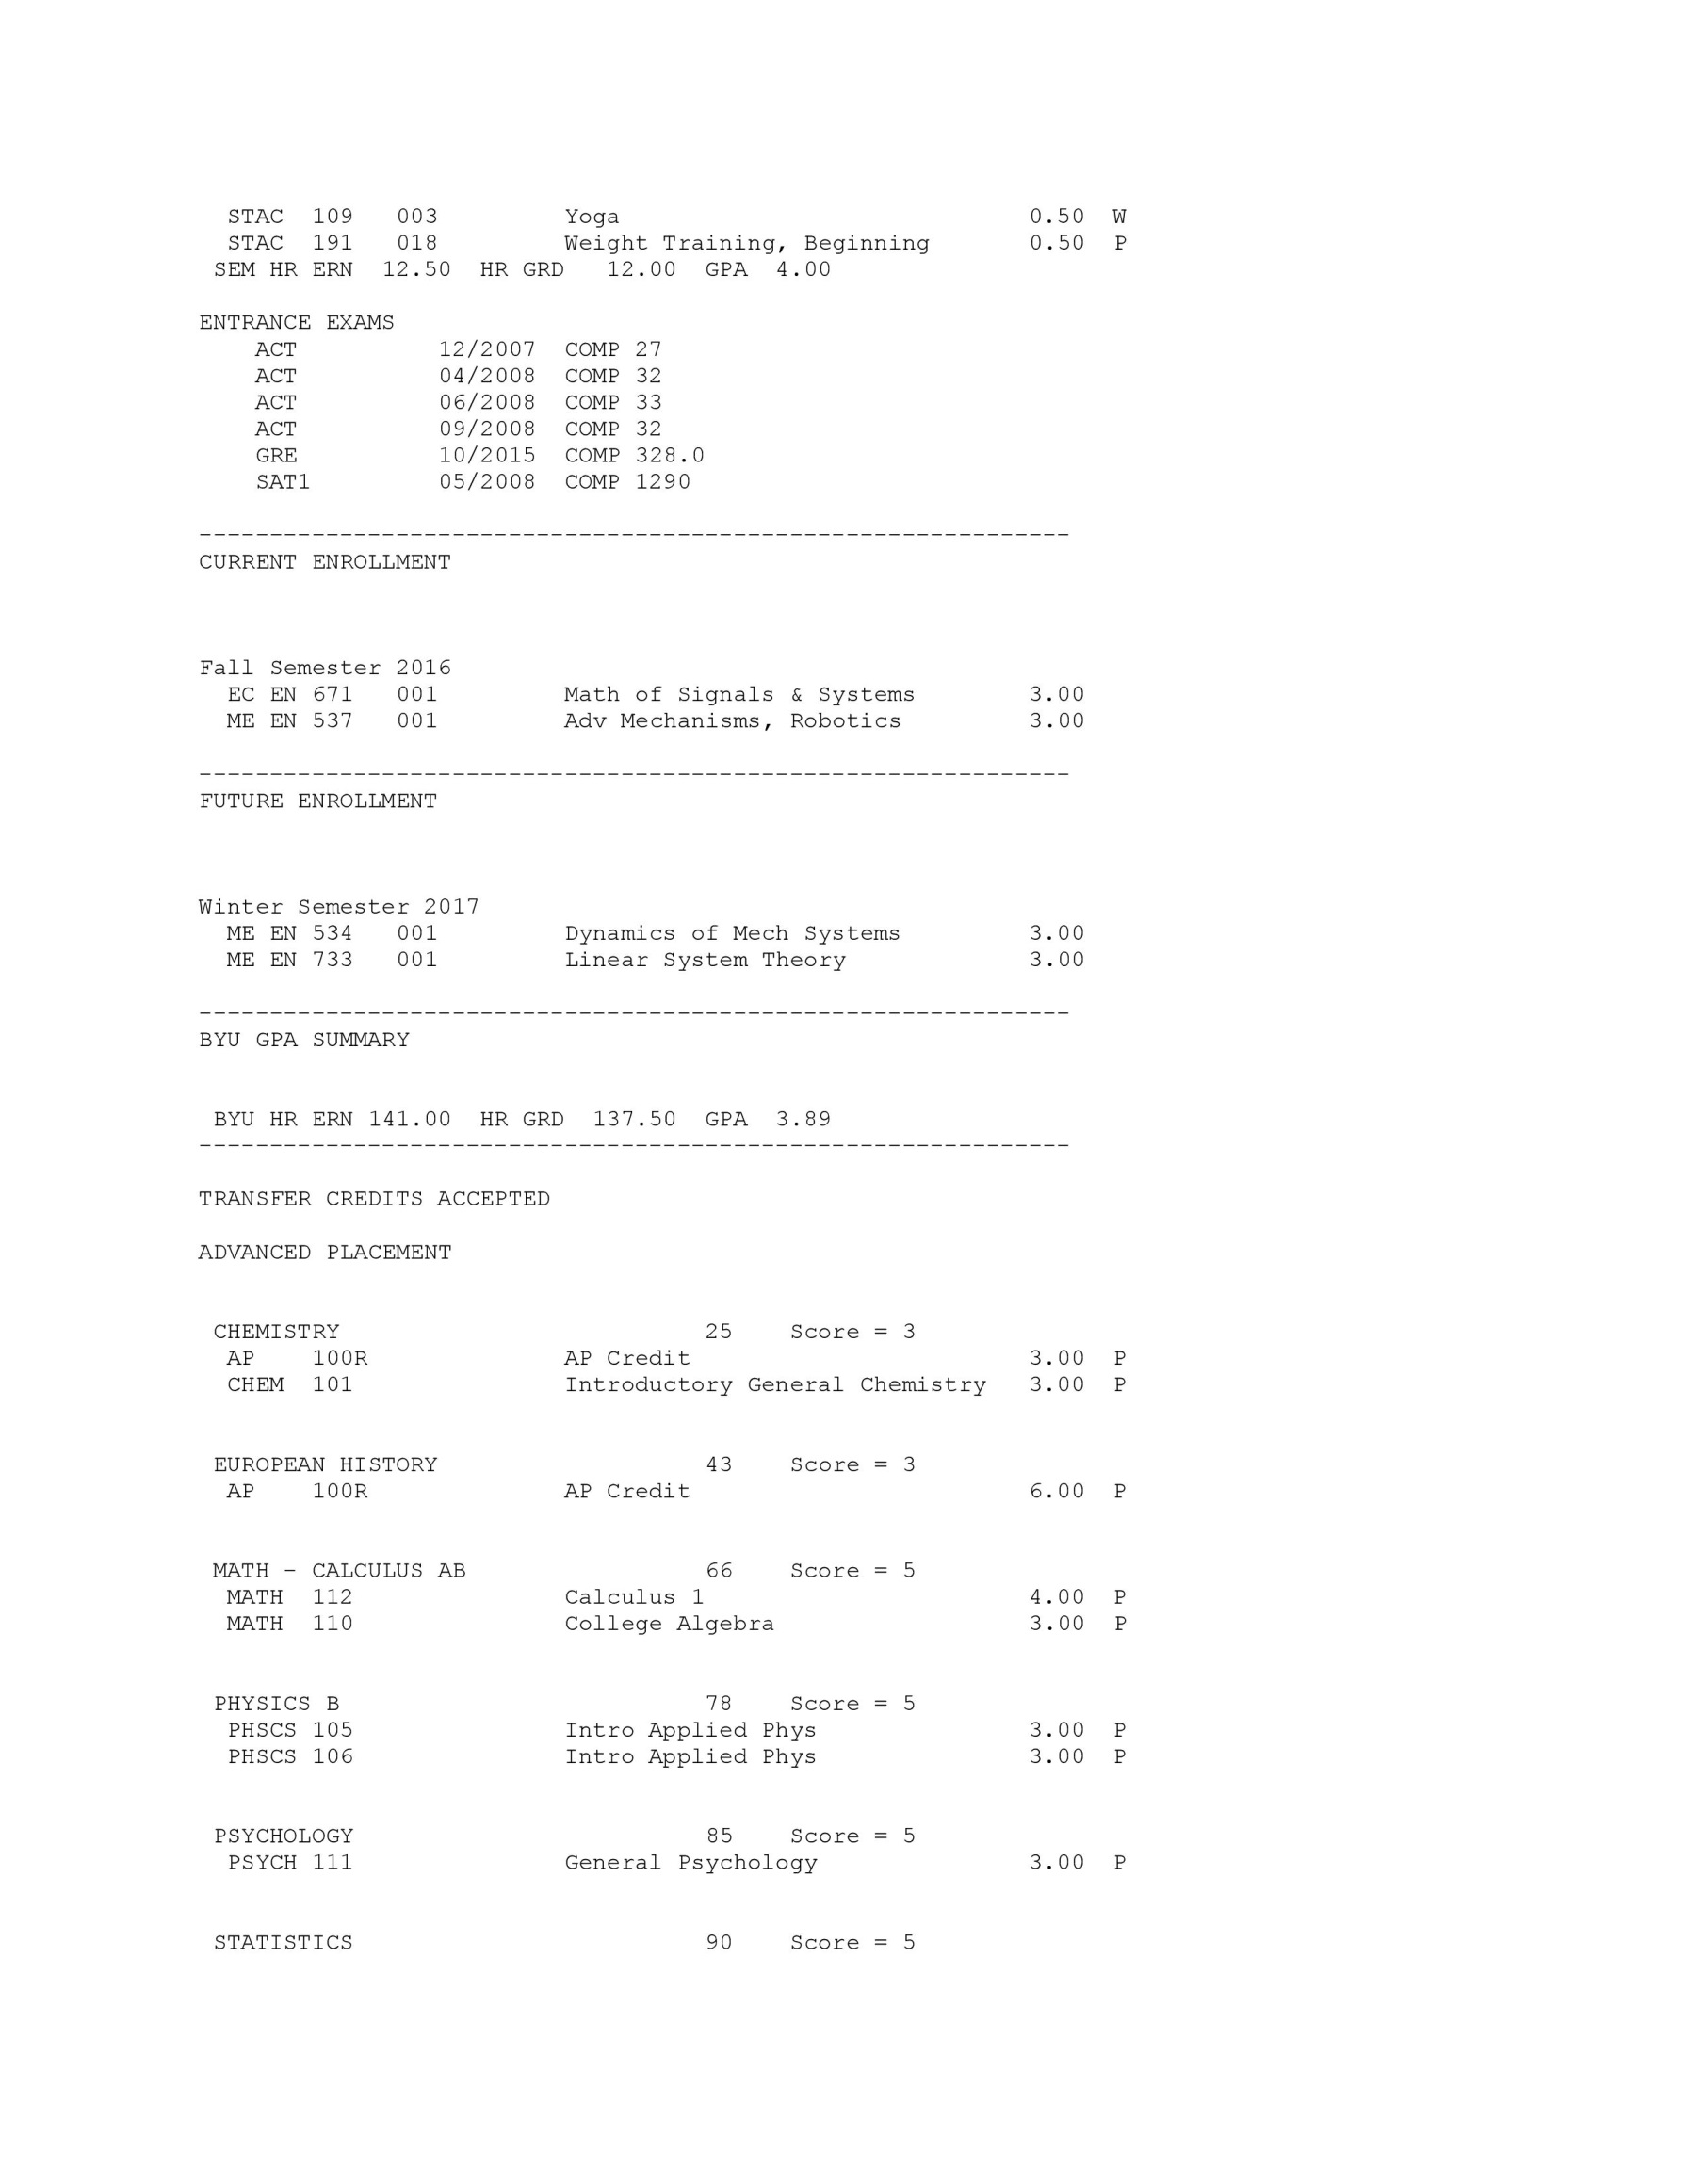 STAC 109 003 Yoga 0.50 W
STAC 191 018 Weight Training, Beginning 0.50 P
SEM HR ERN 12.50 HR GRD 12.00 GPA 4.00
ENTRANCE EXAMS
ACT 12/2007 COMP 27
ACT 04/2008 COMP 32
ACT 06/2008 COMP 33
ACT 09/2008 COMP 32
GRE 10/2015 COMP 328.0
SAT1 05/2008 COMP 1290
--------------------------------------------------------------
CURRENT ENROLLMENT
Fall Semester 2016
EC EN 671 001 Math of Signals & Systems 3.00
ME EN 537 001 Adv Mechanisms, Robotics 3.00
--------------------------------------------------------------
FUTURE ENROLLMENT
Winter Semester 2017
ME EN 534 001 Dynamics of Mech Systems 3.00
ME EN 733 001 Linear System Theory 3.00
--------------------------------------------------------------
BYU GPA SUMMARY
BYU HR ERN 141.00 HR GRD 137.50 GPA 3.89
--------------------------------------------------------------
TRANSFER CREDITS ACCEPTED
ADVANCED PLACEMENT
CHEMISTRY 25 Score = 3
AP 100R AP Credit 3.00 P
CHEM 101 Introductory General Chemistry 3.00 P
EUROPEAN HISTORY 43 Score = 3
AP 100R AP Credit 6.00 P
MATH - CALCULUS AB 66 Score = 5
MATH 112 Calculus 1 4.00 P
MATH 110 College Algebra 3.00 P
PHYSICS B 78 Score = 5
PHSCS 105 Intro Applied Phys 3.00 P
PHSCS 106 Intro Applied Phys 3.00 P
PSYCHOLOGY 85 Score = 5
PSYCH 111 General Psychology 3.00 P
STATISTICS 90 Score = 5